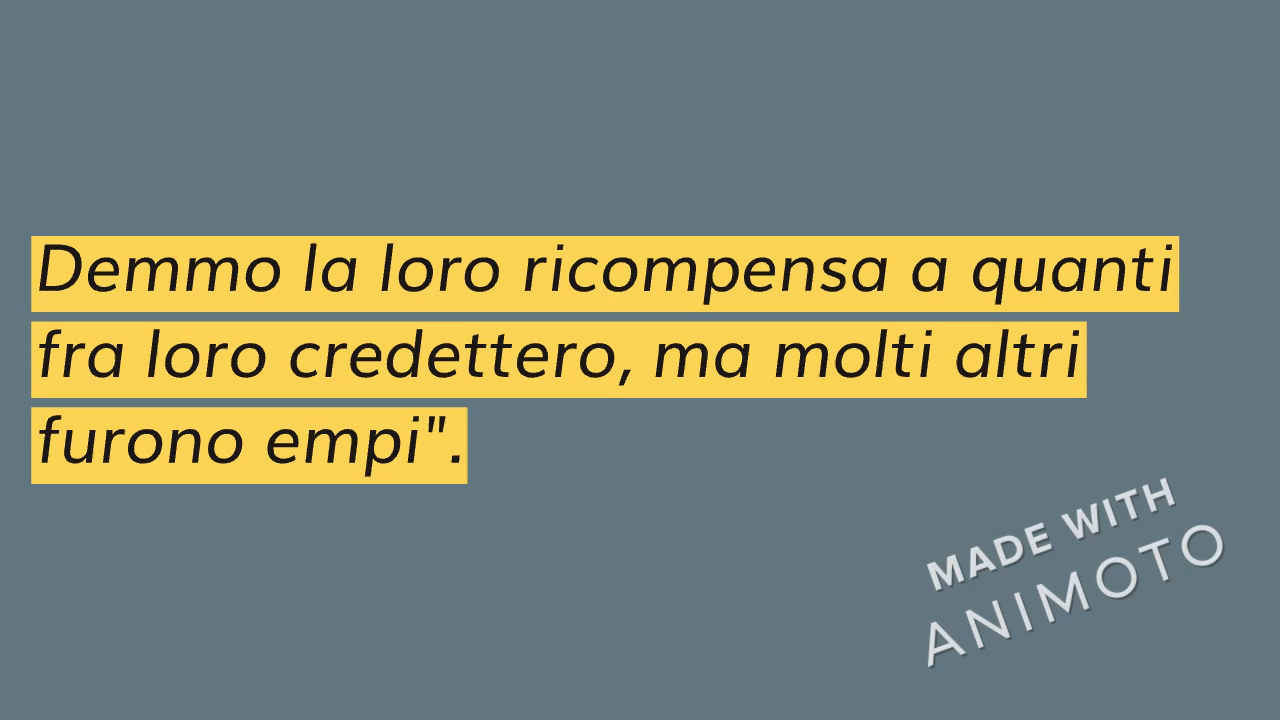 Demmo la loro ricompensa a quanti
fra loro credettero, ma molti altri
furono empi".
MADE WITH
ANIMOTO